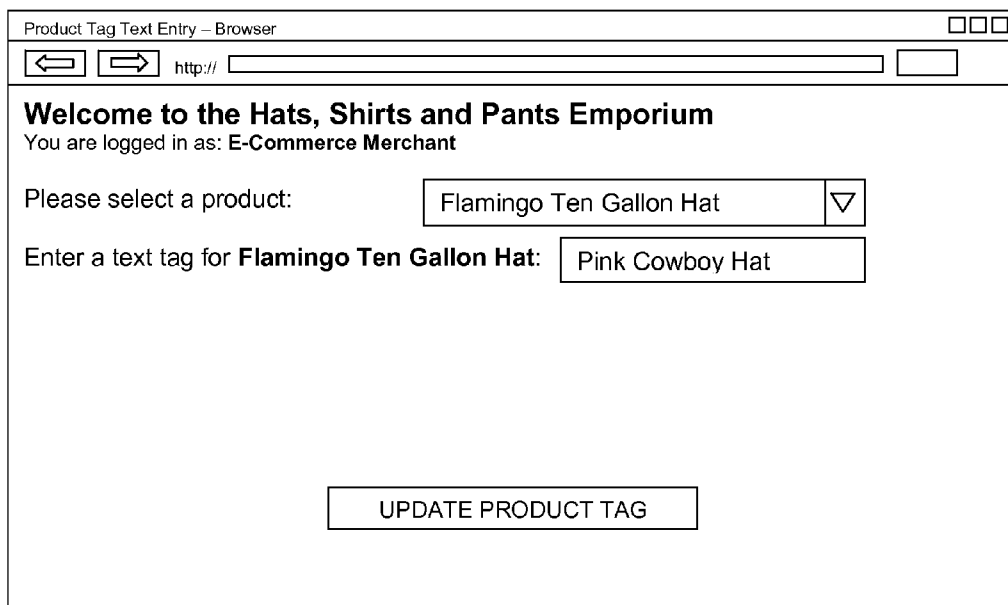 Product Tag Text Entry – Browser
http://
Welcome to the Hats, Shirts and Pants Emporium
You are logged in as: E-Commerce Merchant
Please select a product: Flamingo Ten Gallon Hat
Enter a text tag for Flamingo Ten Gallon Hat: Pink Cowboy Hat
UPDATE PRODUCT TAG